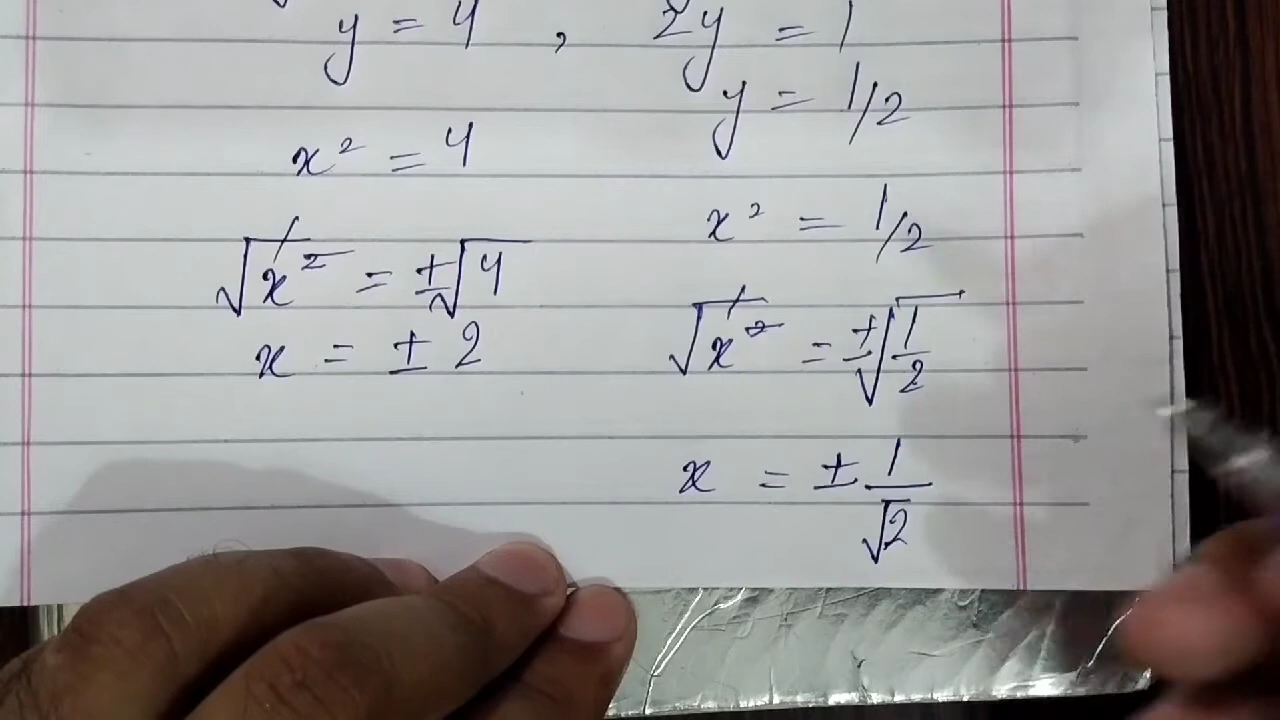 y = 4 , 2y = 1
y = 1/2
x² = 4
x² = 1/2
√x² = ±√4
√x² = ±√1/2
x = ± 2
x = ± 1/√2